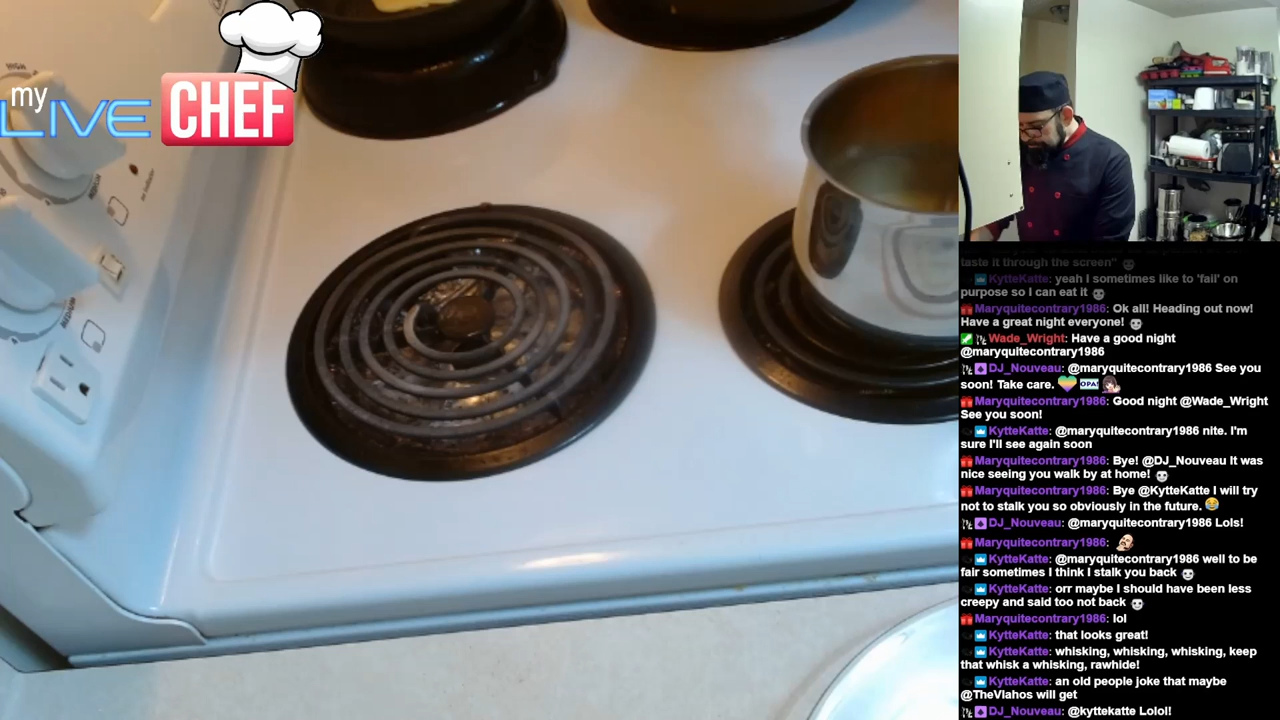 my
LIVE CHEF
HIGH
MEDIUM
MEDIUM
taste it through the screen"
KytteKatte: yeah I sometimes like to 'fail' on
purpose so I can eat it
Maryquitecontrary1986: Ok all! Heading out now!
Have a great night everyone!
Wade_Wright: Have a good night
@maryquitecontrary1986
DJ_Nouveau: @maryquitecontrary1986 See you
soon! Take care. OPA!
Maryquitecontrary1986: Good night @Wade_Wright
See you soon!
KytteKatte: @maryquitecontrary1986 nite. I'm
sure I'll see again soon
Maryquitecontrary1986: Bye! @DJ_Nouveau It was
nice seeing you walk by at home!
Maryquitecontrary1986: Bye @KytteKatte I will try
not to stalk you so obviously in the future.
DJ_Nouveau: @maryquitecontrary1986 Lols!
Maryquitecontrary1986:
KytteKatte: @maryquitecontrary1986 well to be
fair sometimes I think I stalk you back
KytteKatte: orr maybe I should have been less
creepy and said too not back
Maryquitecontrary1986: lol
KytteKatte: that looks great!
KytteKatte: whisking, whisking, whisking, keep
that whisk a whisking, rawhide!
KytteKatte: an old people joke that maybe
@TheVlahos will get
DJ_Nouveau: @kyttekatte Lolol!